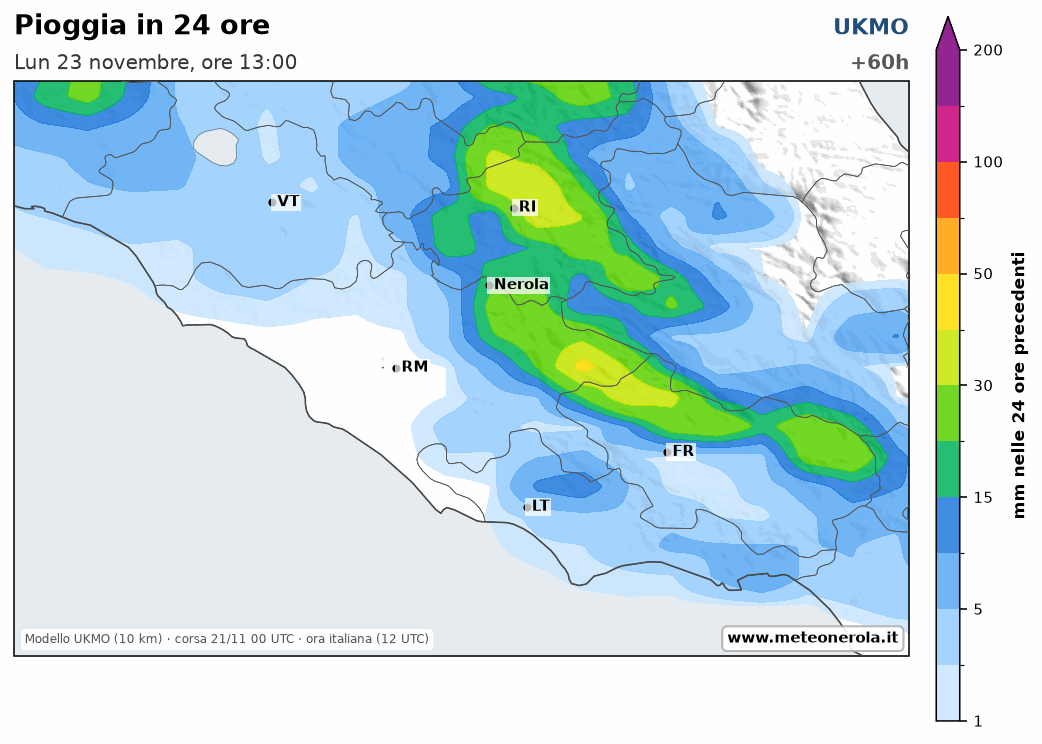 Pioggia in 24 ore
UKMO
Lun 23 novembre, ore 13:00
+60h
VT
RI
Nerola
RM
FR
LT
200
100
50
30
15
5
1
mm nelle 24 ore precedenti
Modello UKMO (10 km) · corsa 21/11 00 UTC · ora italiana (12 UTC)
www.meteonerola.it